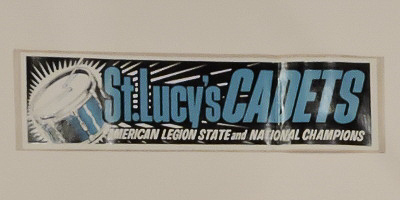 St. Lucy's CADETS
AMERICAN LEGION STATE and NATIONAL CHAMPIONS